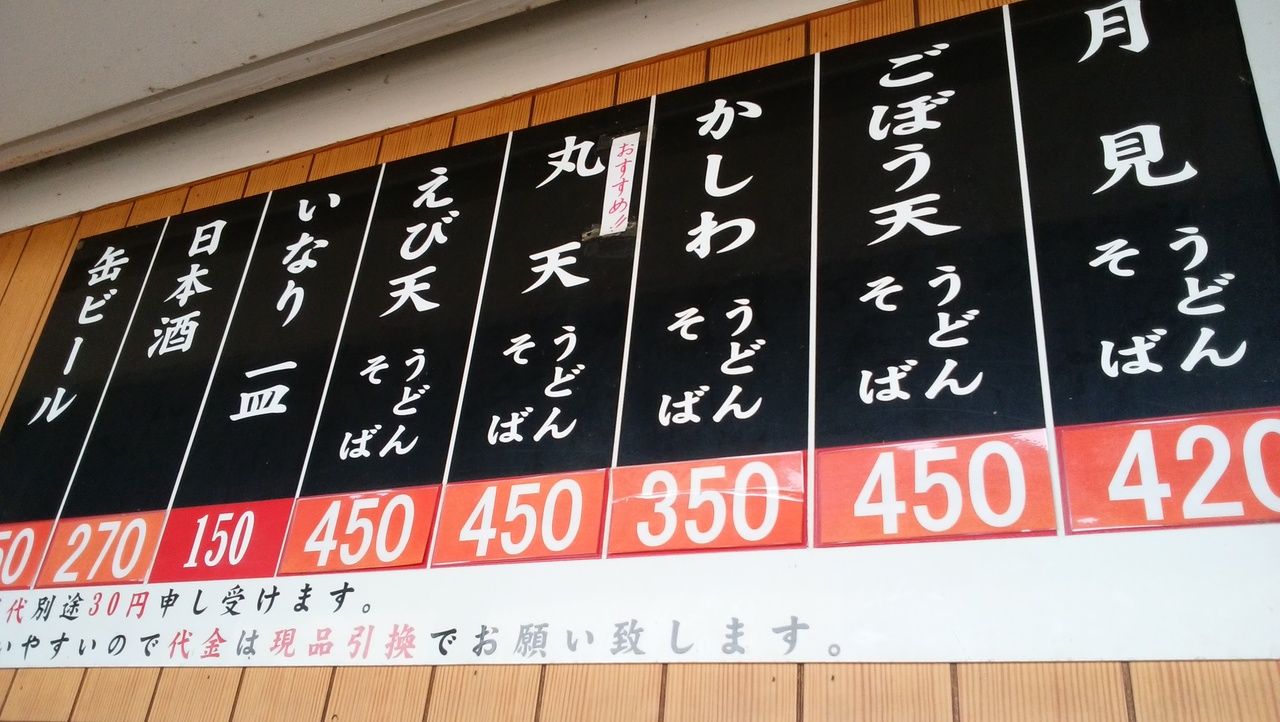 月見 うどん そば
420
ごぼう天 うどん そば
450
かしわ うどん そば
350
おすすめ!!
丸天 うどん そば
450
えび天 うどん そば
450
いなり 一皿
150
日本酒
270
缶ビール
50
代別途30円申し受けます。
いやすいので代金は現品引換でお願い致します。